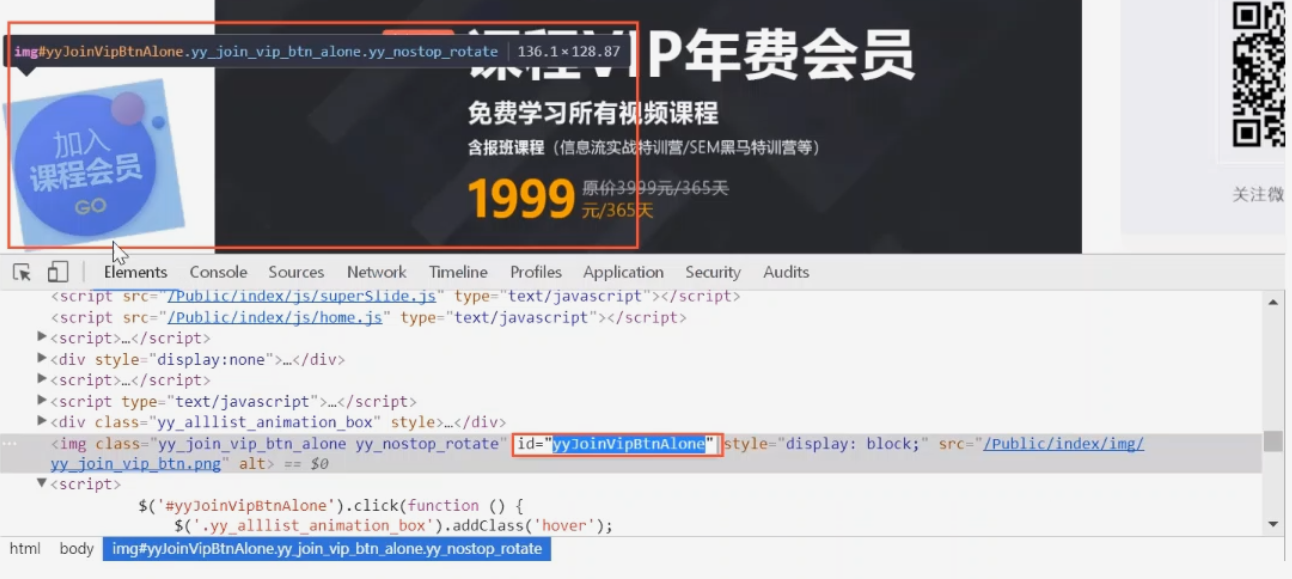 img#yyJoinVipBtnAlone.yy_join_vip_btn_alone.yy_nostop_rotate | 136.1×128.87
课程VIP年费会员
免费学习所有视频课程
含报班课程（信息流实战特训营/SEM黑马特训营等）
1999 原价3999元/365天
元/365天
加入
课程会员
GO
关注微
Elements Console Sources Network Timeline Profiles Application Security Audits
<script src="/Public/index/js/superSlide.js" type="text/javascript"></script>
<script src="/Public/index/js/home.js" type="text/javascript"></script>
▶<script>…</script>
▶<div style="display:none">…</div>
▶<script>…</script>
▶<script type="text/javascript">…</script>
▶<div class="yy_alllist_animation_box" style>…</div>
… <img class="yy_join_vip_btn_alone yy_nostop_rotate" id="yyJoinVipBtnAlone" style="display: block;" src="/Public/index/img/
yy_join_vip_btn.png" alt> == $0
▼<script>
$('#yyJoinVipBtnAlone').click(function () {
$('.yy_alllist_animation_box').addClass('hover');
html body img#yyJoinVipBtnAlone.yy_join_vip_btn_alone.yy_nostop_rotate